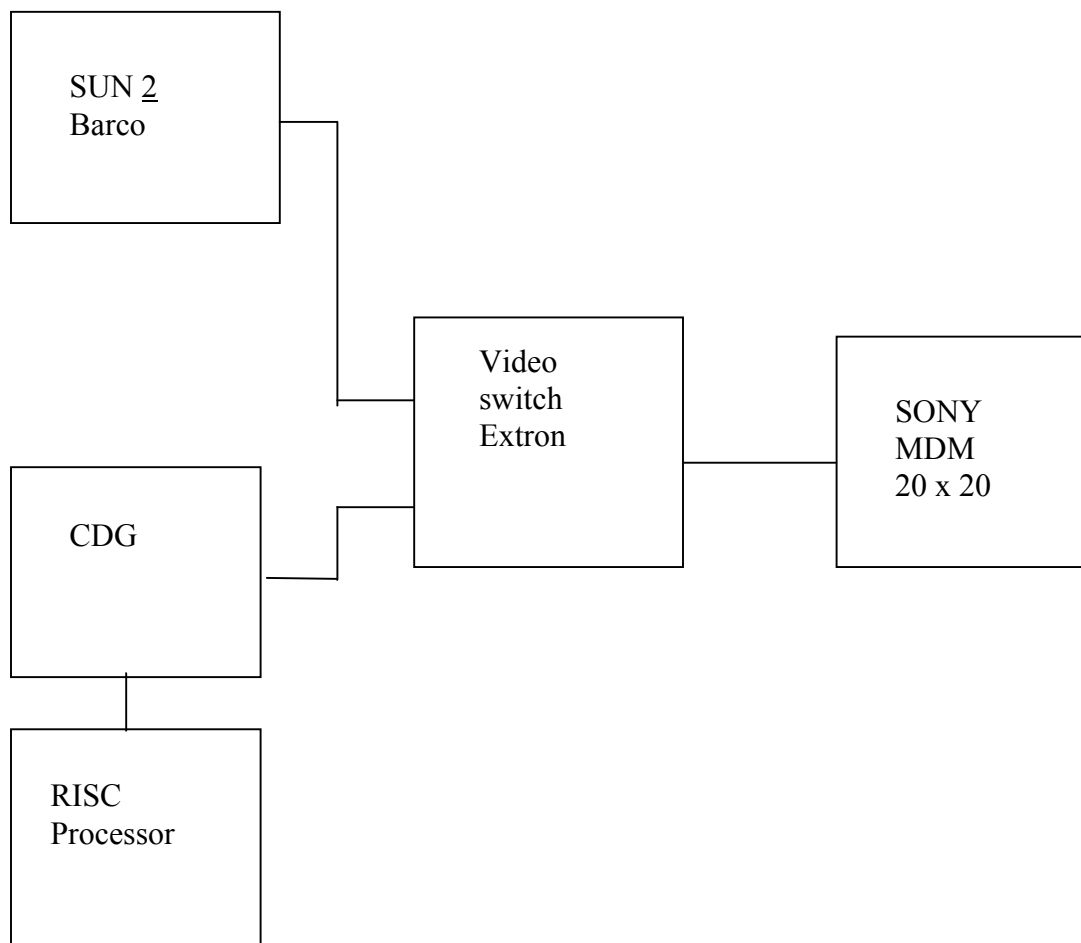 SUN 2
Barco
Video
switch
Extron
SONY
MDM
20 x 20
CDG
RISC
Processor